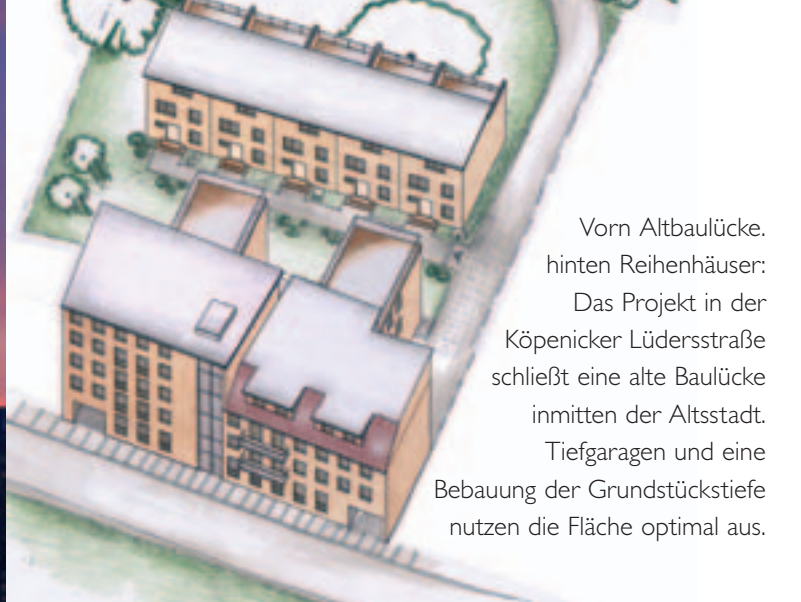 Vorn Altbaulücke.
hinten Reihenhäuser:
Das Projekt in der
Köpenicker Lüdersstraße
schließt eine alte Baulücke
inmitten der Altsstadt.
Tiefgaragen und eine
Bebauung der Grundstückstiefe
nutzen die Fläche optimal aus.